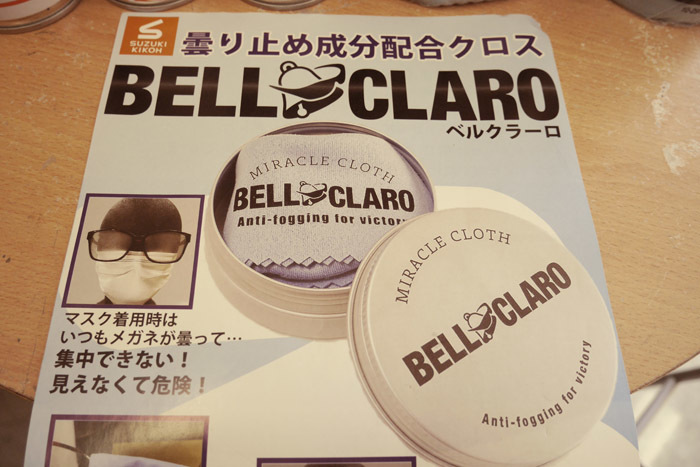 SUZUKI
KIKOH
曇り止め成分配合クロス
BELL CLARO
ベルクラーロ
MIRACLE CLOTH
BELL CLARO
Anti-fogging for victory
MIRACLE CLOTH
BELL CLARO
Anti-fogging for victory
マスク着用時は
いつもメガネが曇って…
集中できない！
見えなくて危険！